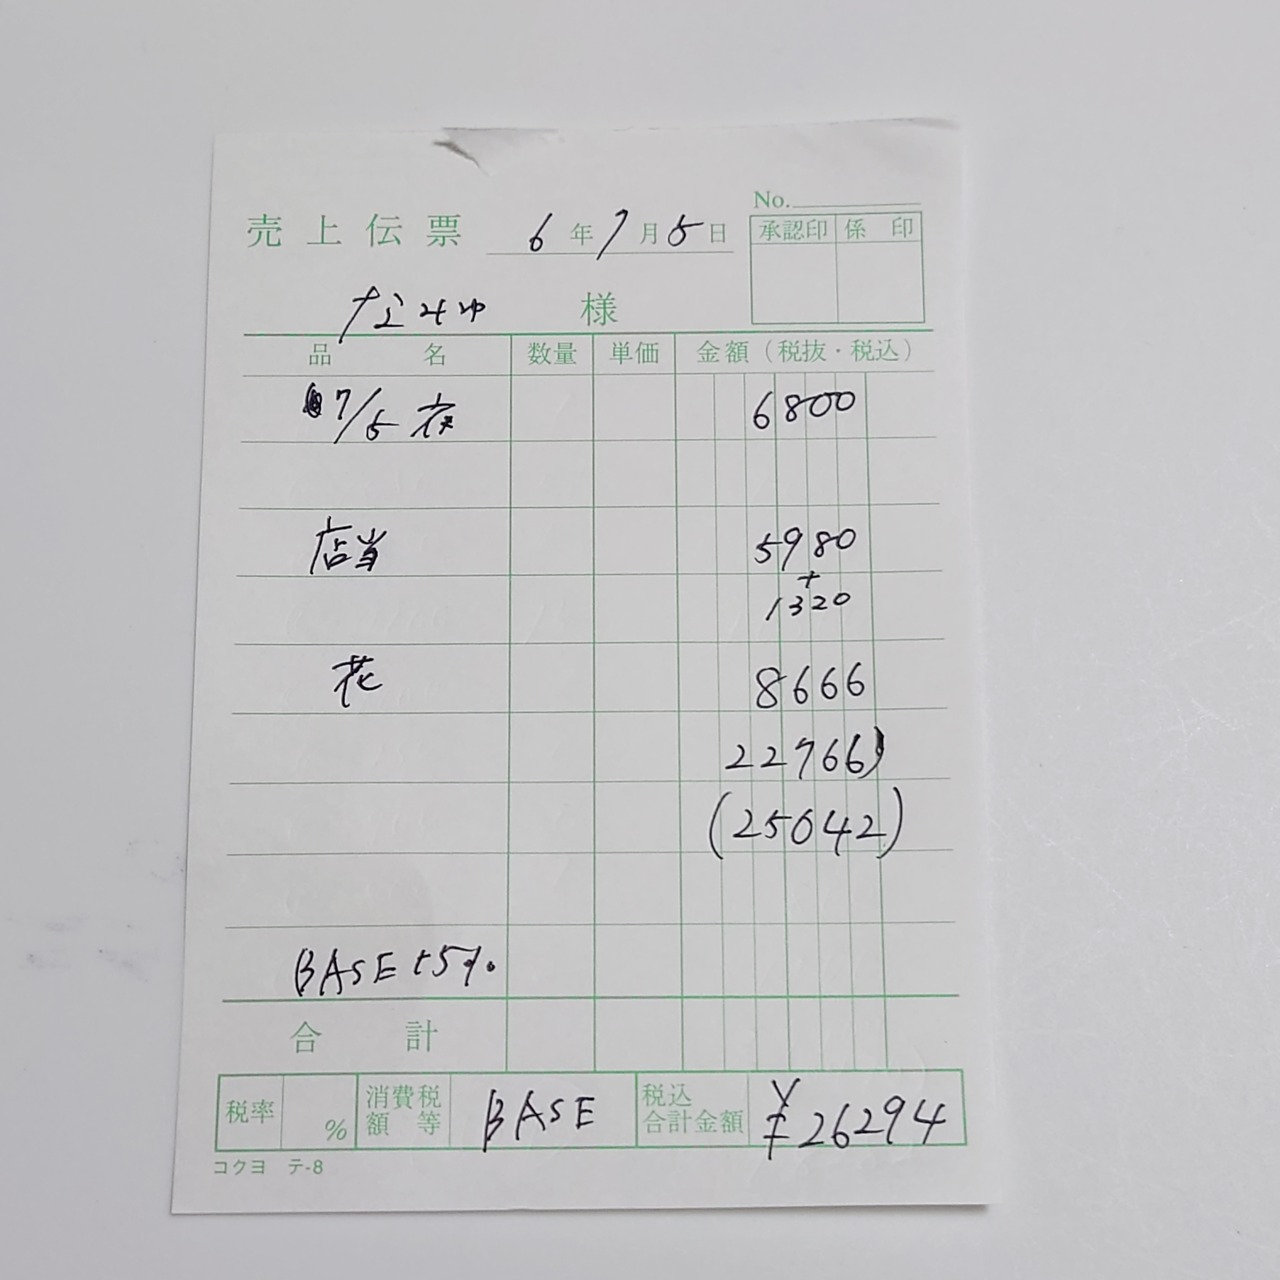 No.
売上伝票 6年7月5日
承認印 係印
なみゆ 様
品名 数量 単価 金額(税抜・税込)
7/5 夜 6800
店当 5980
+
1320
花 8666
22766)
(25042)
BASE +5%
合計
税率 % 消費税額等 BASE 税込合計金額 ¥26294
コクヨ テ-8